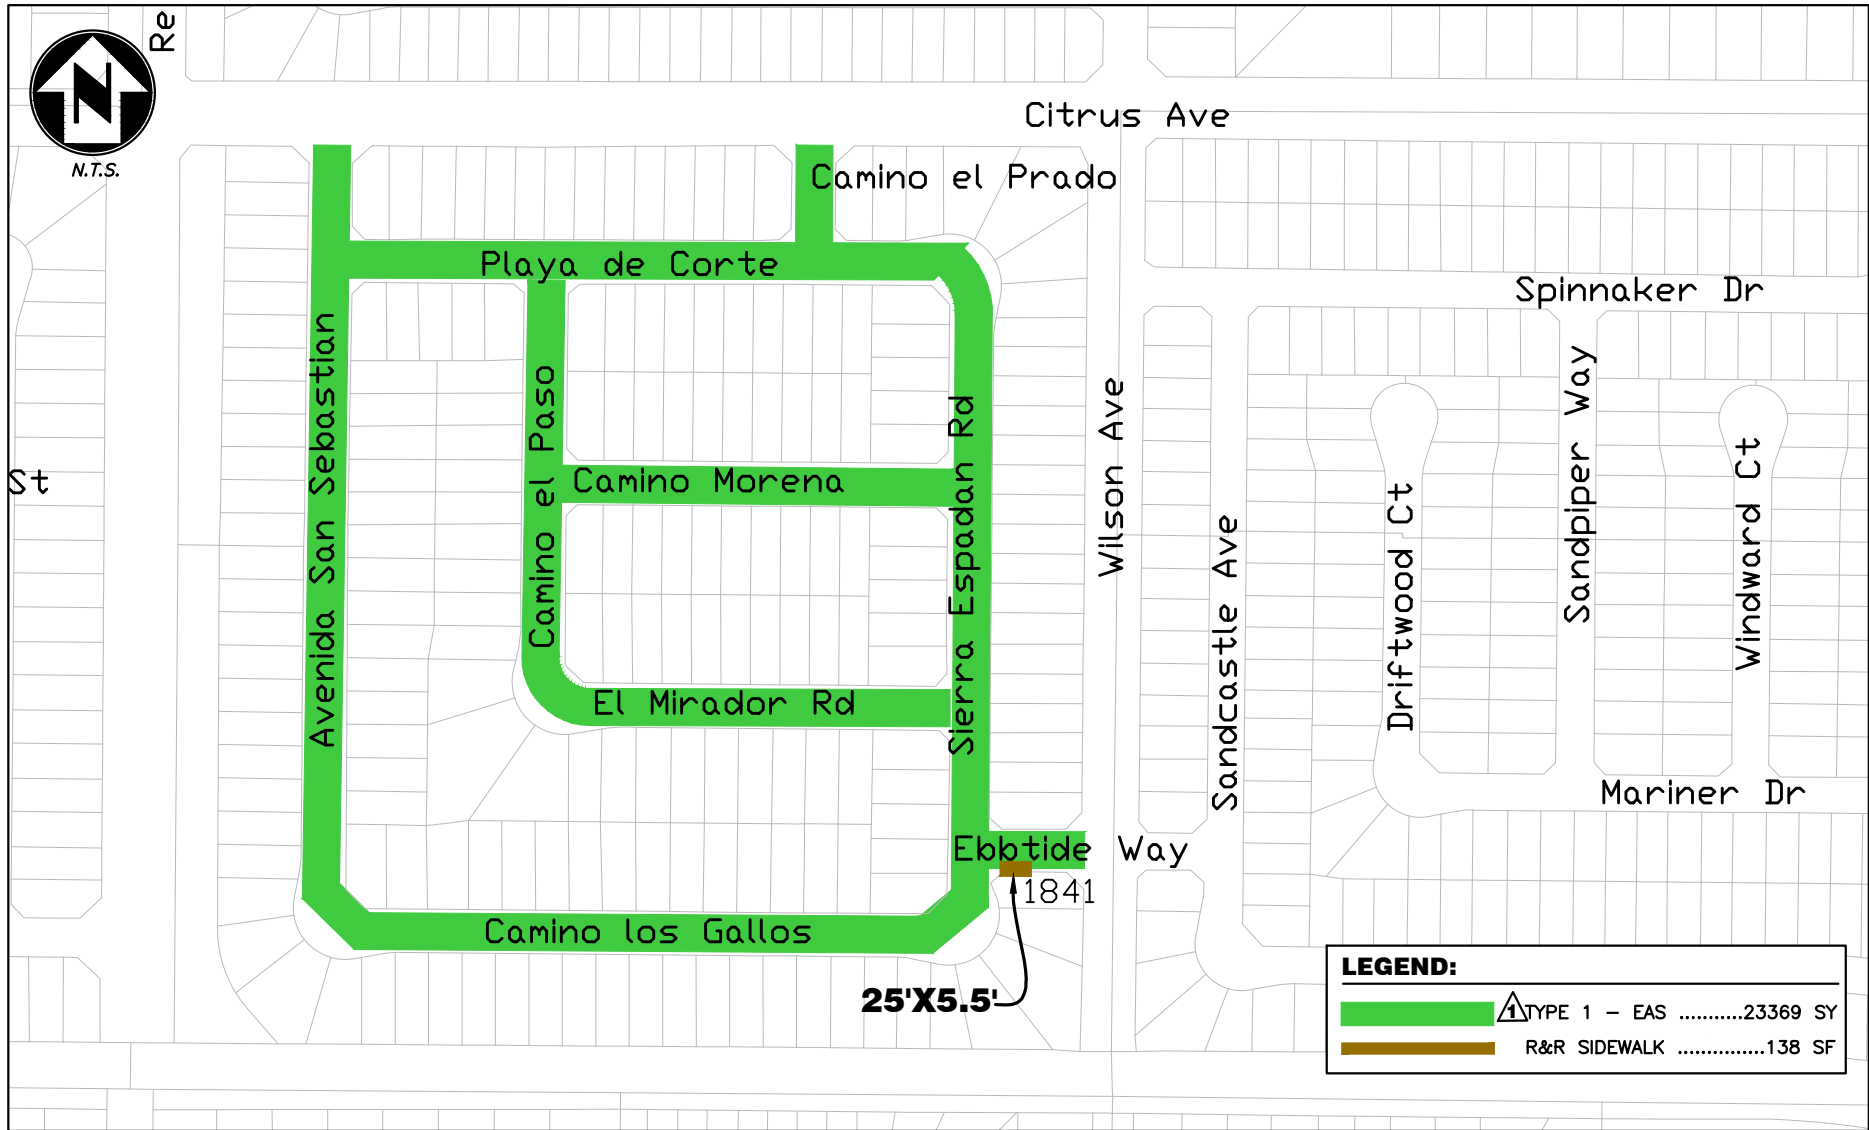 Re
N
N.T.S.
Citrus Ave
Camino el Prado
Playa de Corte
Spinnaker Dr
Avenida San Sebastian
Camino el Paso
Camino Morena
Sierra Espadan Rd
Wilson Ave
Sandcastle Ave
Driftwood Ct
Sandpiper Way
Windward Ct
St
El Mirador Rd
Mariner Dr
Ebbtide Way
1841
Camino los Gallos
25'X5.5'
LEGEND:
1 TYPE 1 - EAS ...........23369 SY
R&R SIDEWALK ...............138 SF